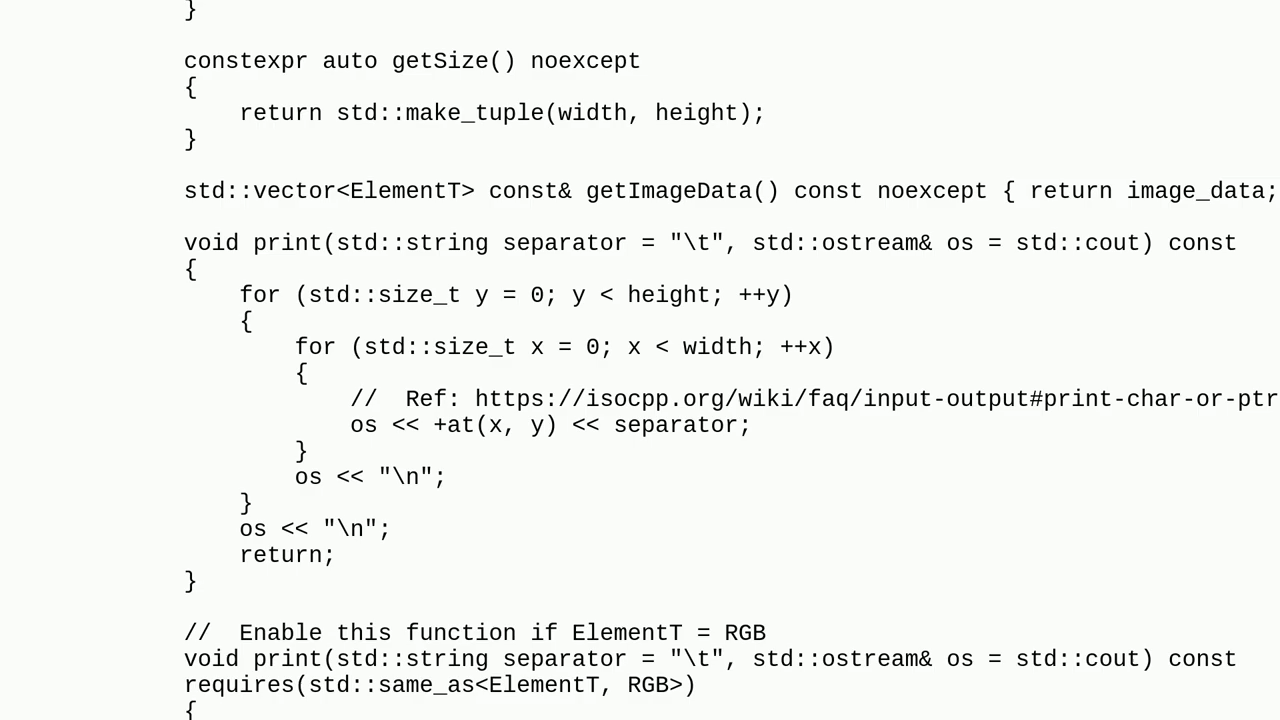 }
constexpr auto getSize() noexcept
{
return std::make_tuple(width, height);
}
std::vector<ElementT> const& getImageData() const noexcept { return image_data;
void print(std::string separator = "\t", std::ostream& os = std::cout) const
{
for (std::size_t y = 0; y < height; ++y)
{
for (std::size_t x = 0; x < width; ++x)
{
//  Ref: https://isocpp.org/wiki/faq/input-output#print-char-or-ptr
os << +at(x, y) << separator;
}
os << "\n";
}
os << "\n";
return;
}
//  Enable this function if ElementT = RGB
void print(std::string separator = "\t", std::ostream& os = std::cout) const
requires(std::same_as<ElementT, RGB>)
{